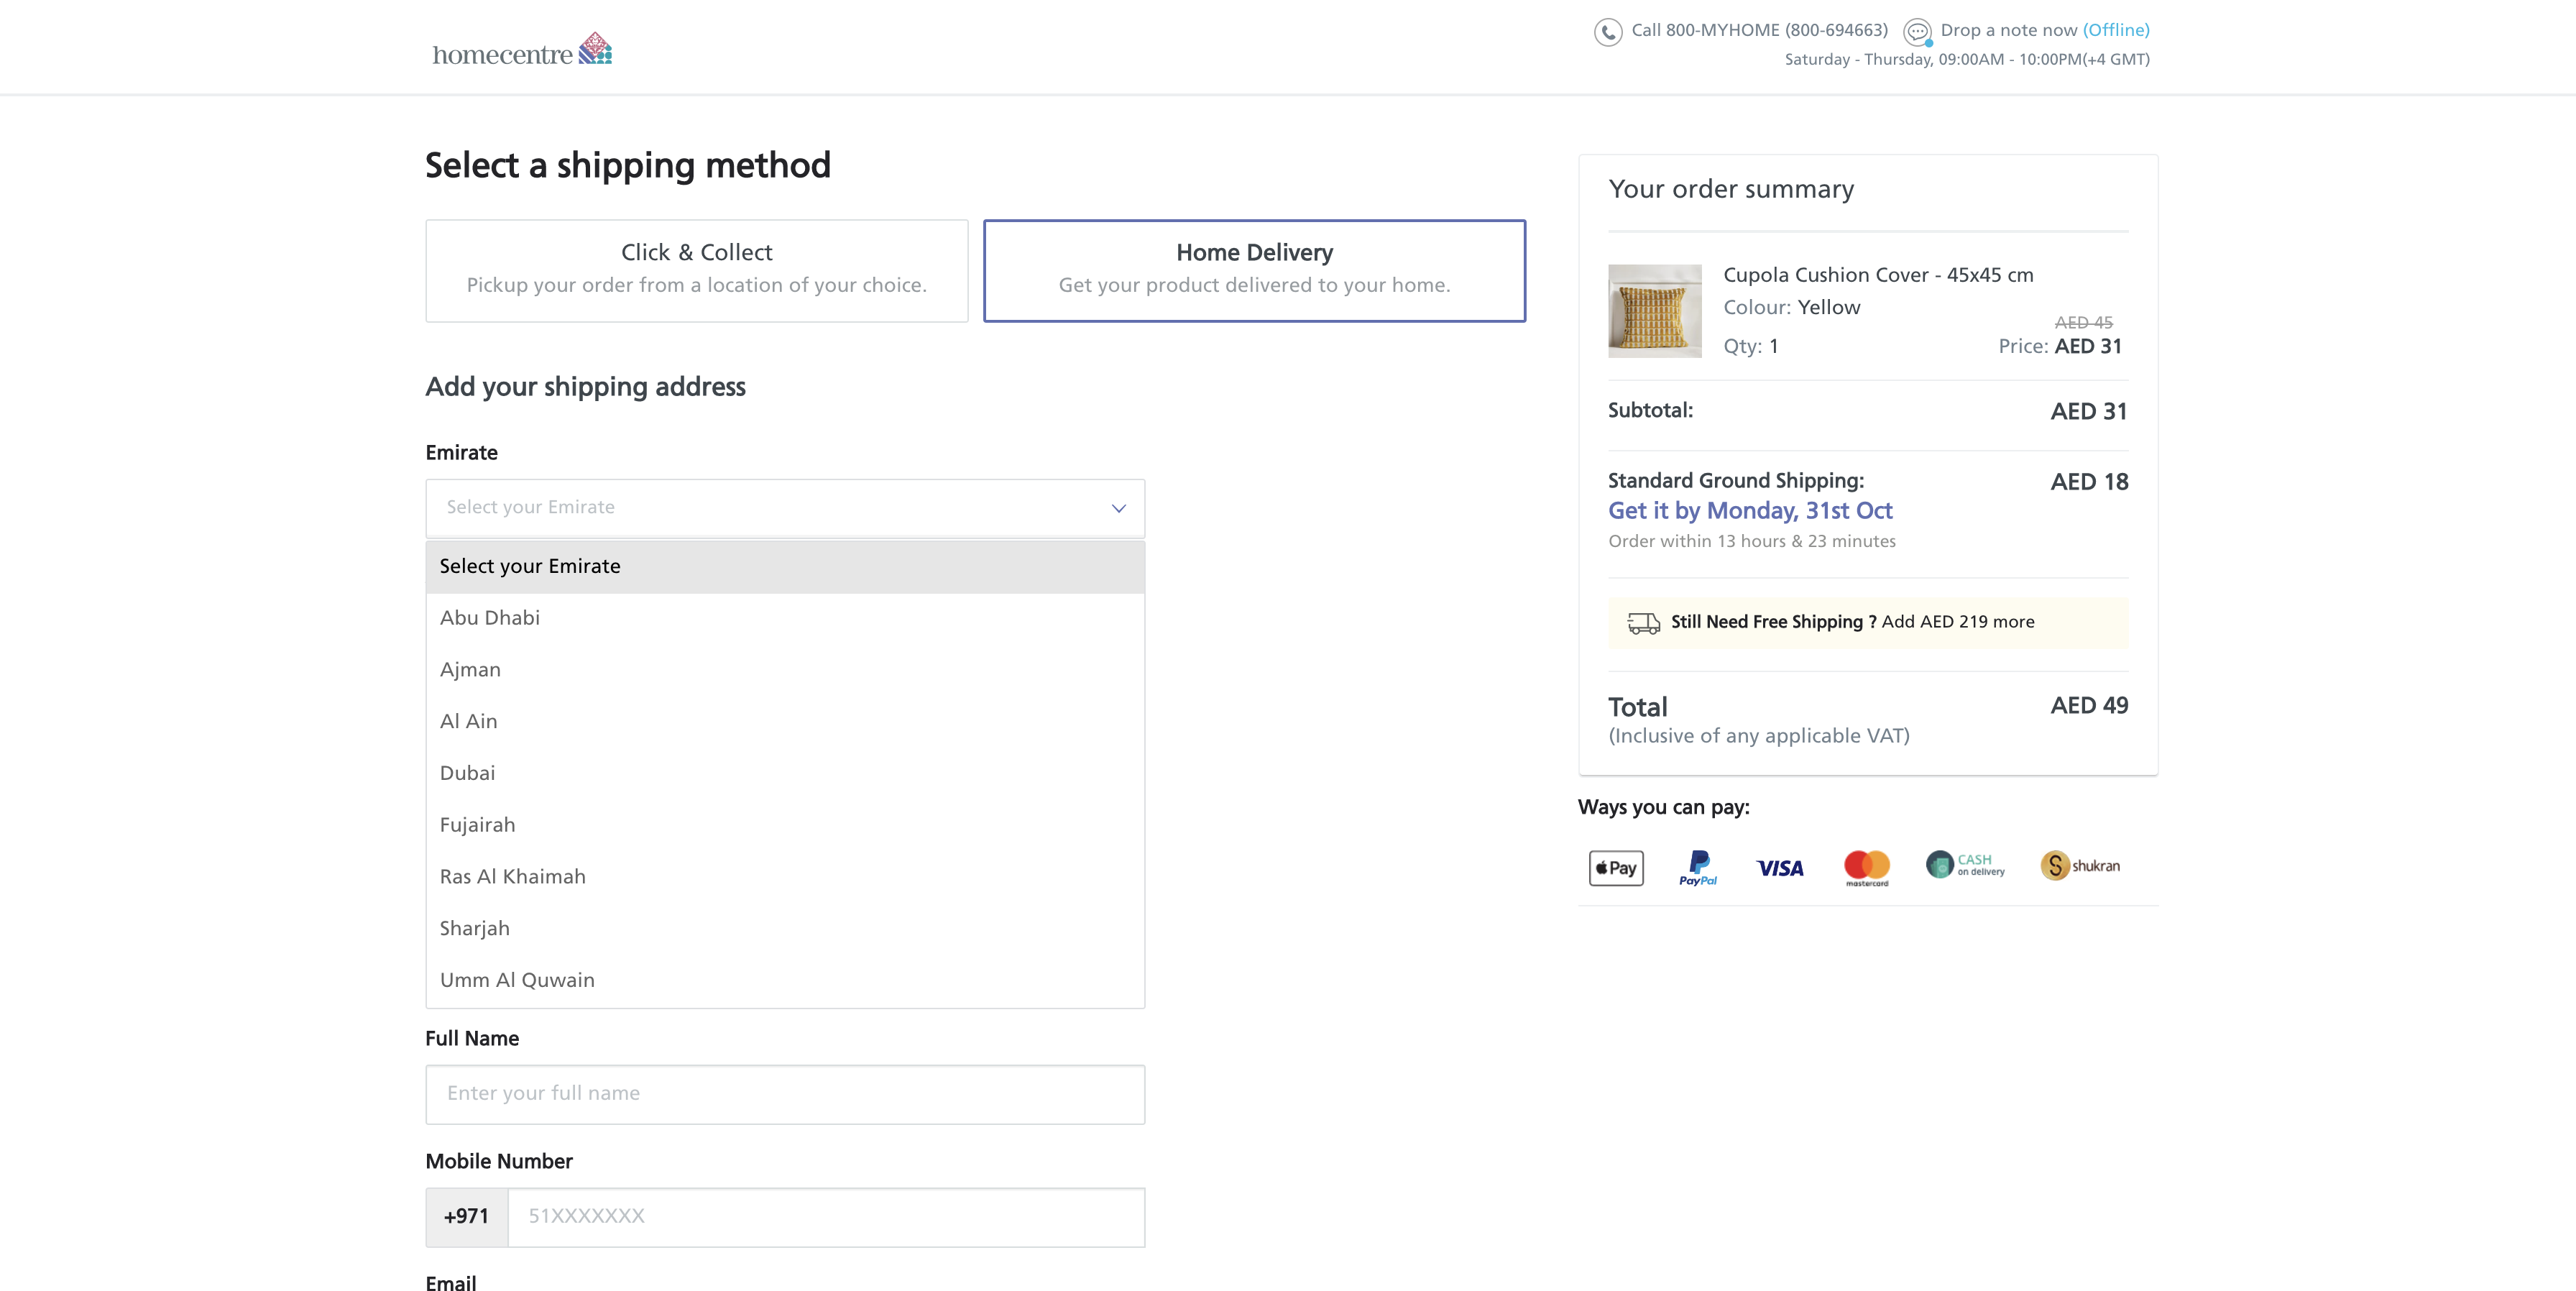 homecentre
Call 800-MYHOME (800-694663)
Drop a note now (Offline)
Saturday - Thursday, 09:00AM - 10:00PM(+4 GMT)
Select a shipping method
Click & Collect
Pickup your order from a location of your choice.
Home Delivery
Get your product delivered to your home.
Add your shipping address
Emirate
Select your Emirate
Select your Emirate
Abu Dhabi
Ajman
Al Ain
Dubai
Fujairah
Ras Al Khaimah
Sharjah
Umm Al Quwain
Full Name
Enter your full name
Mobile Number
+971 51XXXXXXX
Email
Your order summary
Cupola Cushion Cover - 45x45 cm
Colour: Yellow
AED 45
Qty: 1 Price: AED 31
Subtotal: AED 31
Standard Ground Shipping: AED 18
Get it by Monday, 31st Oct
Order within 13 hours & 23 minutes
Still Need Free Shipping ? Add AED 219 more
Total AED 49
(Inclusive of any applicable VAT)
Ways you can pay:
Pay
PayPal
VISA
mastercard
CASH
on delivery
S shukran